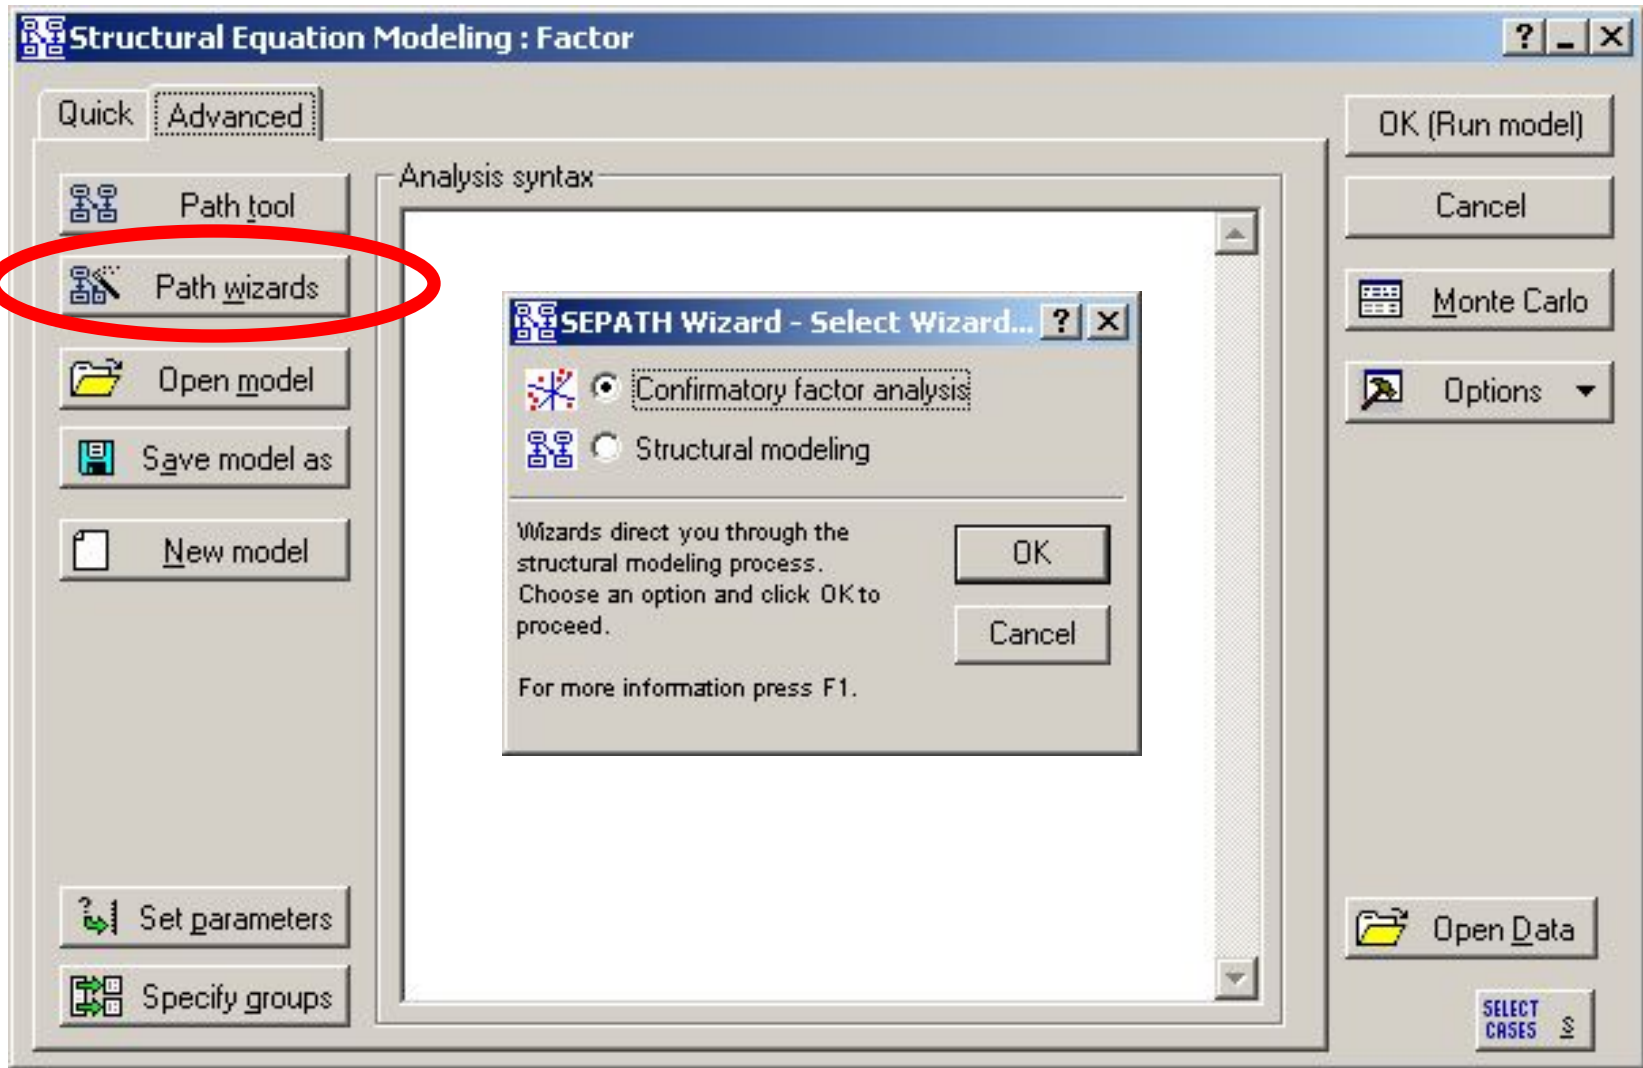 Structural Equation Modeling : Factor
Quick
Advanced
OK (Run model)
Cancel
Monte Carlo
Options
Path tool
Path wizards
Open model
Save model as
New model
Set parameters
Specify groups
Analysis syntax
SEPATH Wizard - Select Wizard...
Confirmatory factor analysis
Structural modeling
Wizards direct you through the
structural modeling process.
Choose an option and click OK to
proceed.
For more information press F1.
OK
Cancel
Open Data
SELECT
CASES S